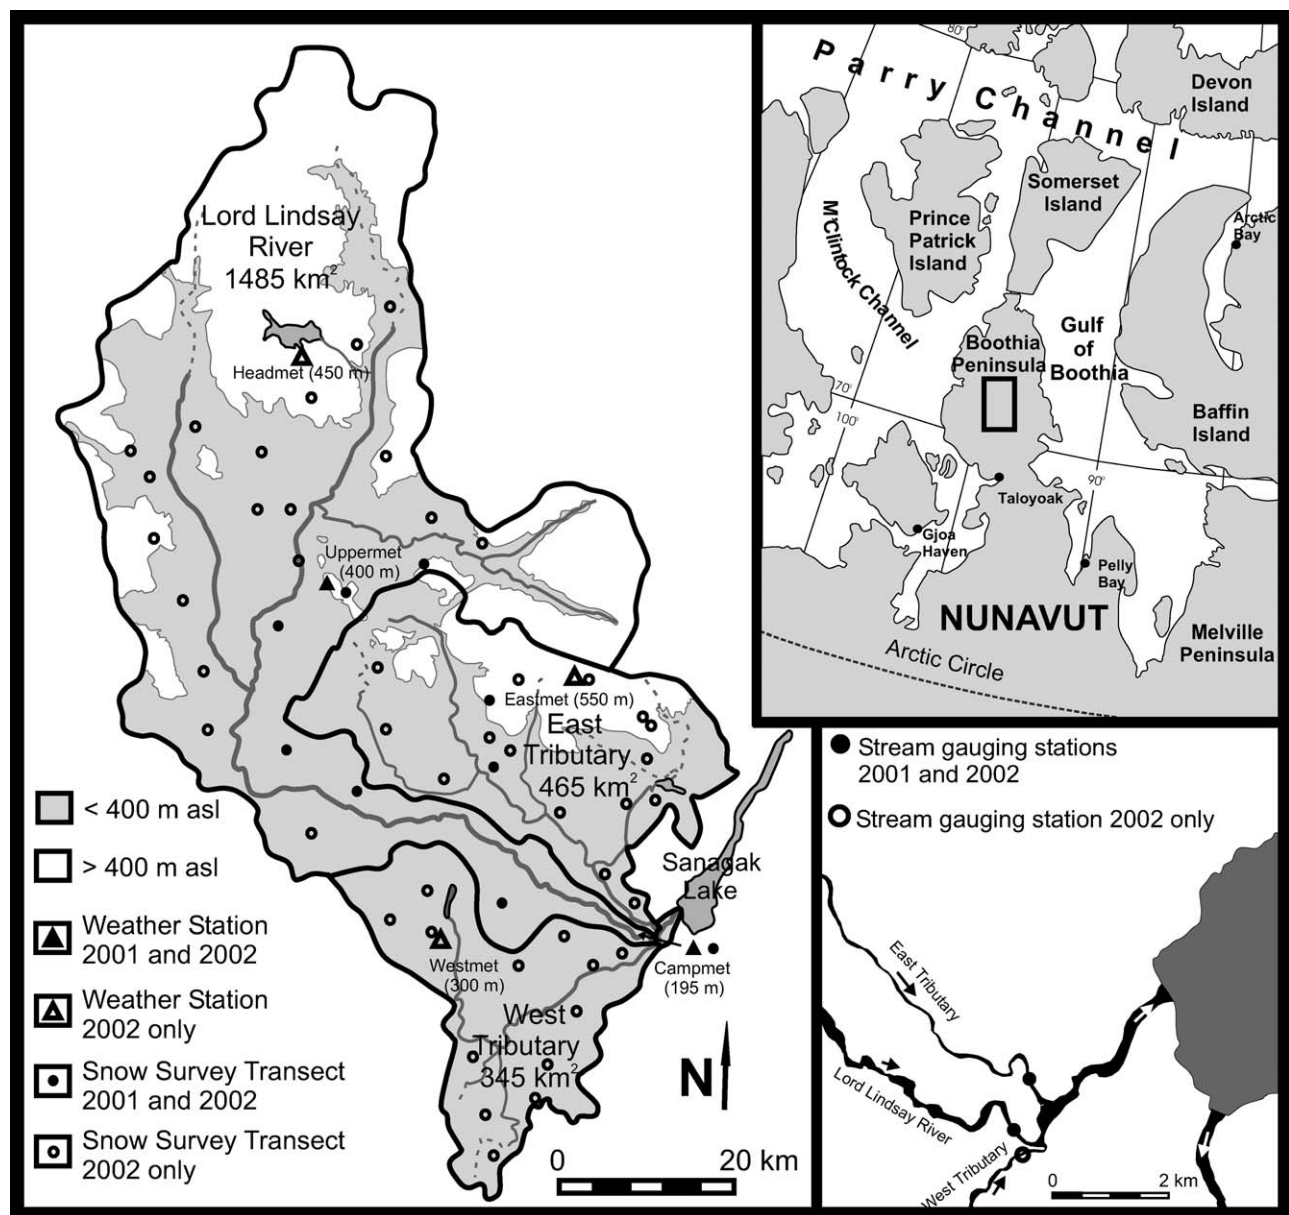 Lord Lindsay
River
1485 km²
Headmet (450 m)
Uppermet
(400 m)
Eastmet (550 m)
East
Tributary
465 km²
Sanagak
Lake
Westmet
(300 m)
Campmet
(195 m)
West
Tributary
345 km²
N
0 20 km
< 400 m asl
> 400 m asl
Weather Station
2001 and 2002
Weather Station
2002 only
Snow Survey Transect
2001 and 2002
Snow Survey Transect
2002 only
80°
Parry Channel
Devon
Island
Somerset
Island
Prince
Patrick
Island
M'Clintock Channel
Arctic
Bay
Gulf
of
Boothia
Boothia
Peninsula
70°
100°
Baffin
Island
90°
Taloyoak
Gjoa
Haven
Pelly
Bay
NUNAVUT
Melville
Peninsula
Arctic Circle
Stream gauging stations
2001 and 2002
Stream gauging station 2002 only
East Tributary
Lord Lindsay River
West Tributary
0 2 km